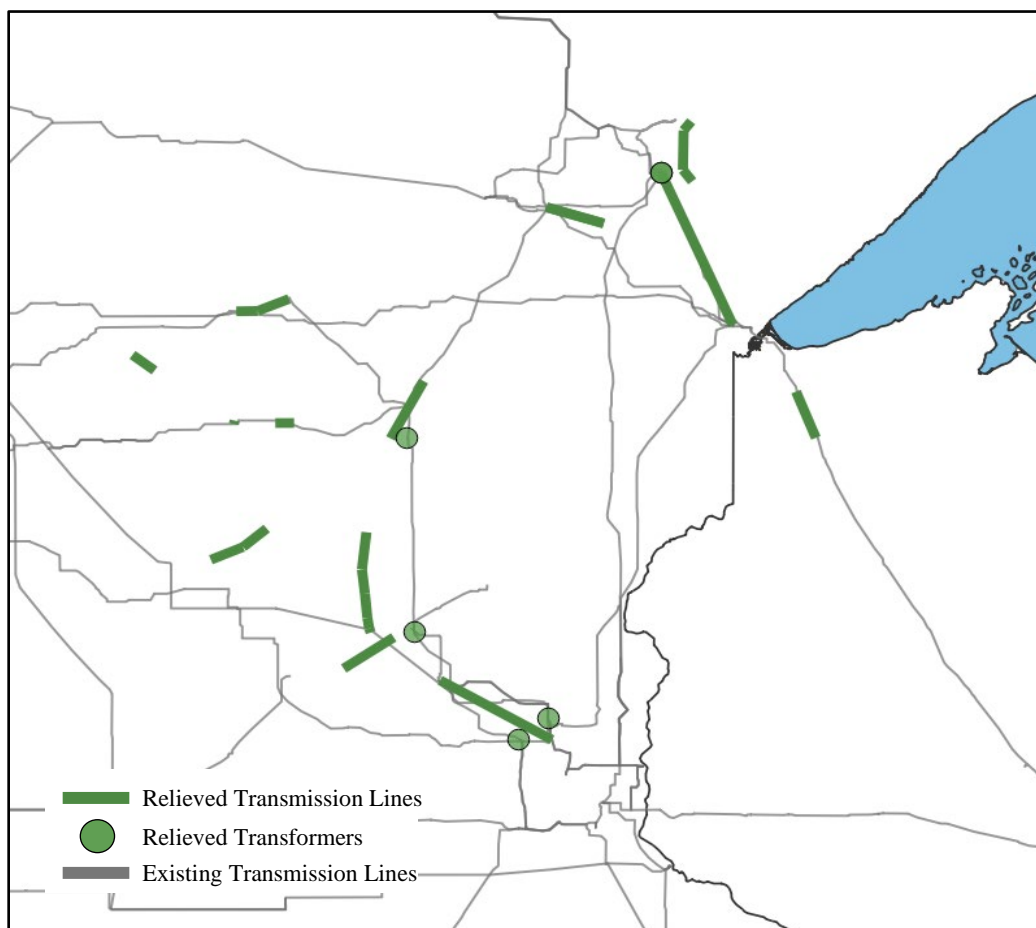 Relieved Transmission Lines
Relieved Transformers
Existing Transmission Lines